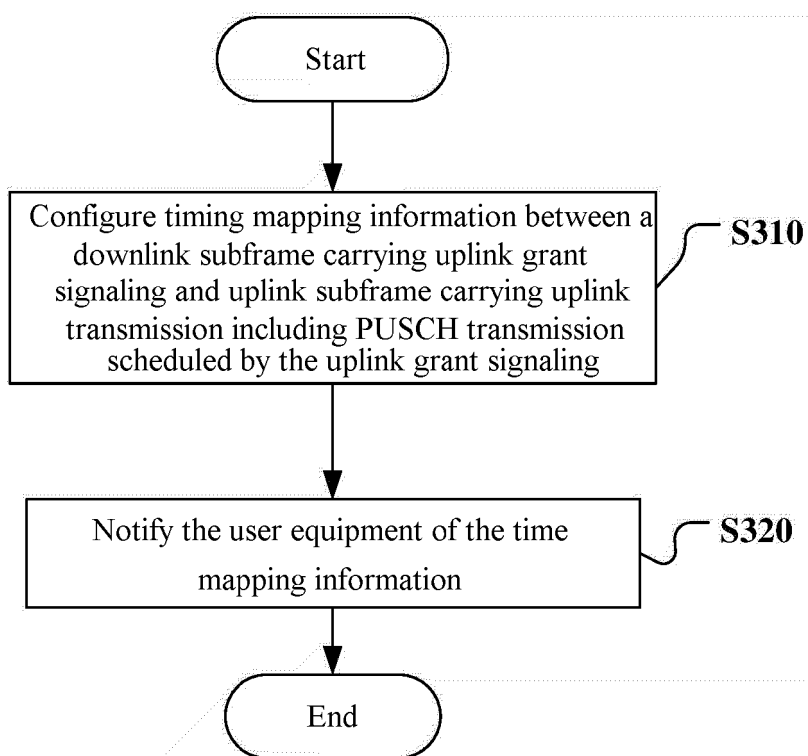 Start
Configure timing mapping information between a
downlink subframe carrying uplink grant
signaling and uplink subframe carrying uplink
transmission including PUSCH transmission
scheduled by the uplink grant signaling
S310
Notify the user equipment of the time
mapping information
S320
End